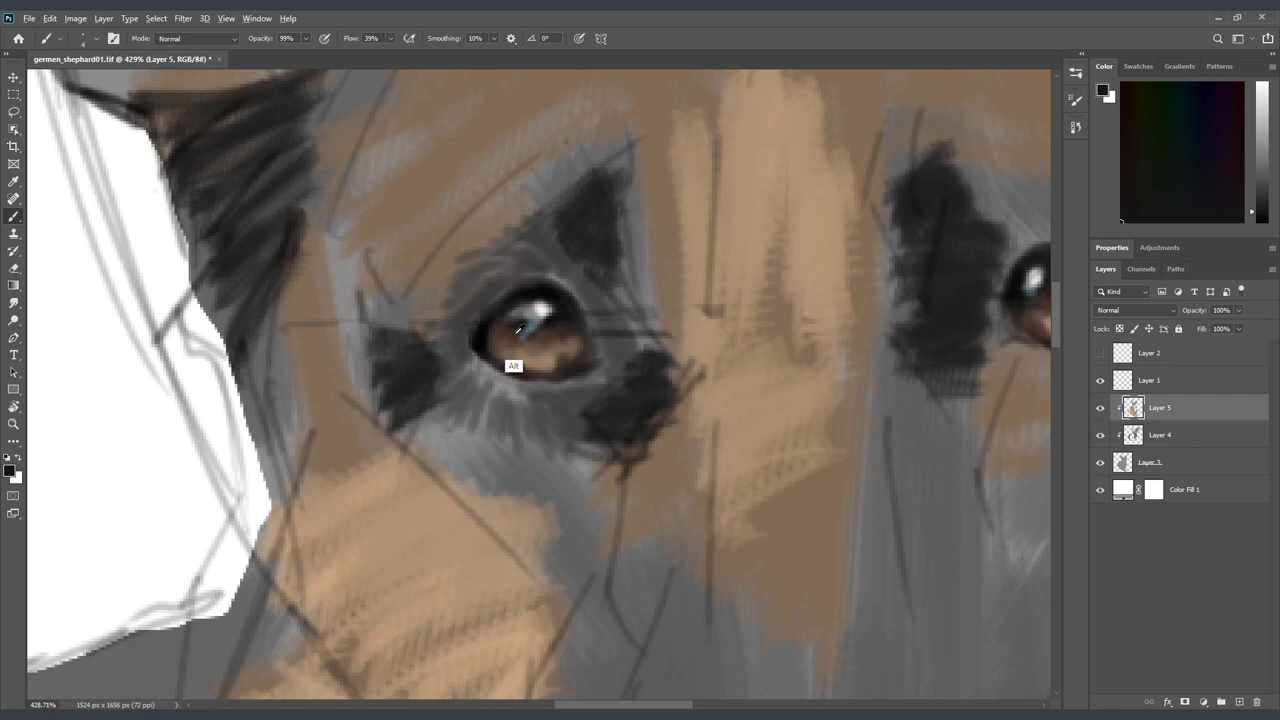 Ps File Edit Image Layer Type Select Filter 3D View Window Help
4 Mode: Normal Opacity: 99% Flow: 39% Smoothing: 10% 0°
germen_shephard01.tif @ 429% (Layer 5, RGB/8#) * ×
Color Swatches Gradients Patterns
Properties Adjustments
Layers Channels Paths
Kind
Normal Opacity: 100%
Lock: Fill: 100%
Layer 2
Layer 1
Layer 5
Layer 4
Layer 3
Color Fill 1
Alt
428.71% 1524 px x 1656 px (72 ppi)